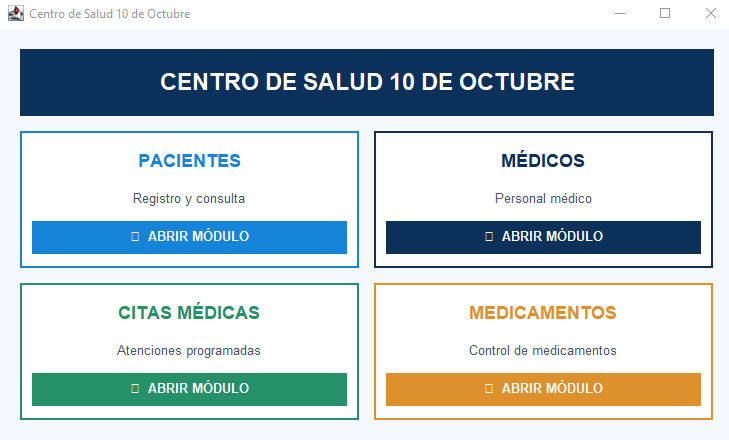 Centro de Salud 10 de Octubre
CENTRO DE SALUD 10 DE OCTUBRE
PACIENTES
Registro y consulta
▯ ABRIR MÓDULO
MÉDICOS
Personal médico
▯ ABRIR MÓDULO
CITAS MÉDICAS
Atenciones programadas
▯ ABRIR MÓDULO
MEDICAMENTOS
Control de medicamentos
▯ ABRIR MÓDULO